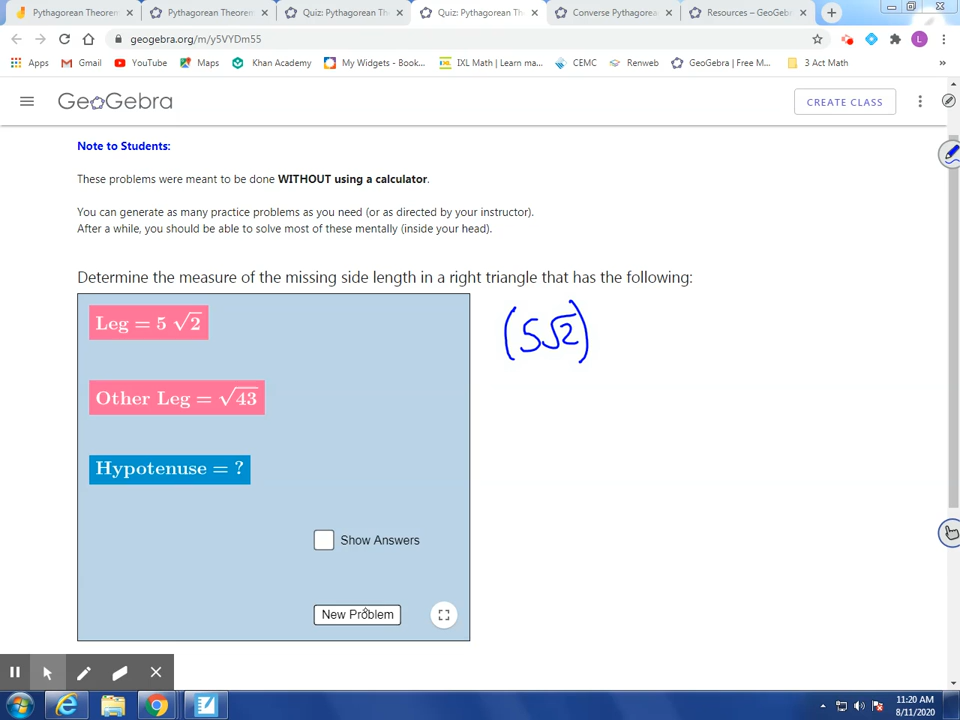 Pythagorean Theorem
Pythagorean Theorem
Quiz: Pythagorean Th
Quiz: Pythagorean Th
Converse Pythagorea
Resources – GeoGebr
geogebra.org/m/y5VYDm55
L
Apps
Gmail
YouTube
Maps
Khan Academy
My Widgets - Book...
IXL Math | Learn ma...
CEMC
Renweb
GeoGebra | Free M...
3 Act Math
»
GeoGebra
CREATE CLASS
Note to Students:
These problems were meant to be done WITHOUT using a calculator.
You can generate as many practice problems as you need (or as directed by your instructor).
After a while, you should be able to solve most of these mentally (inside your head).
Determine the measure of the missing side length in a right triangle that has the following:
Leg = 5 √2
(5√2)
Other Leg = √43
Hypotenuse = ?
Show Answers
New Problem
11:20 AM
8/11/2020